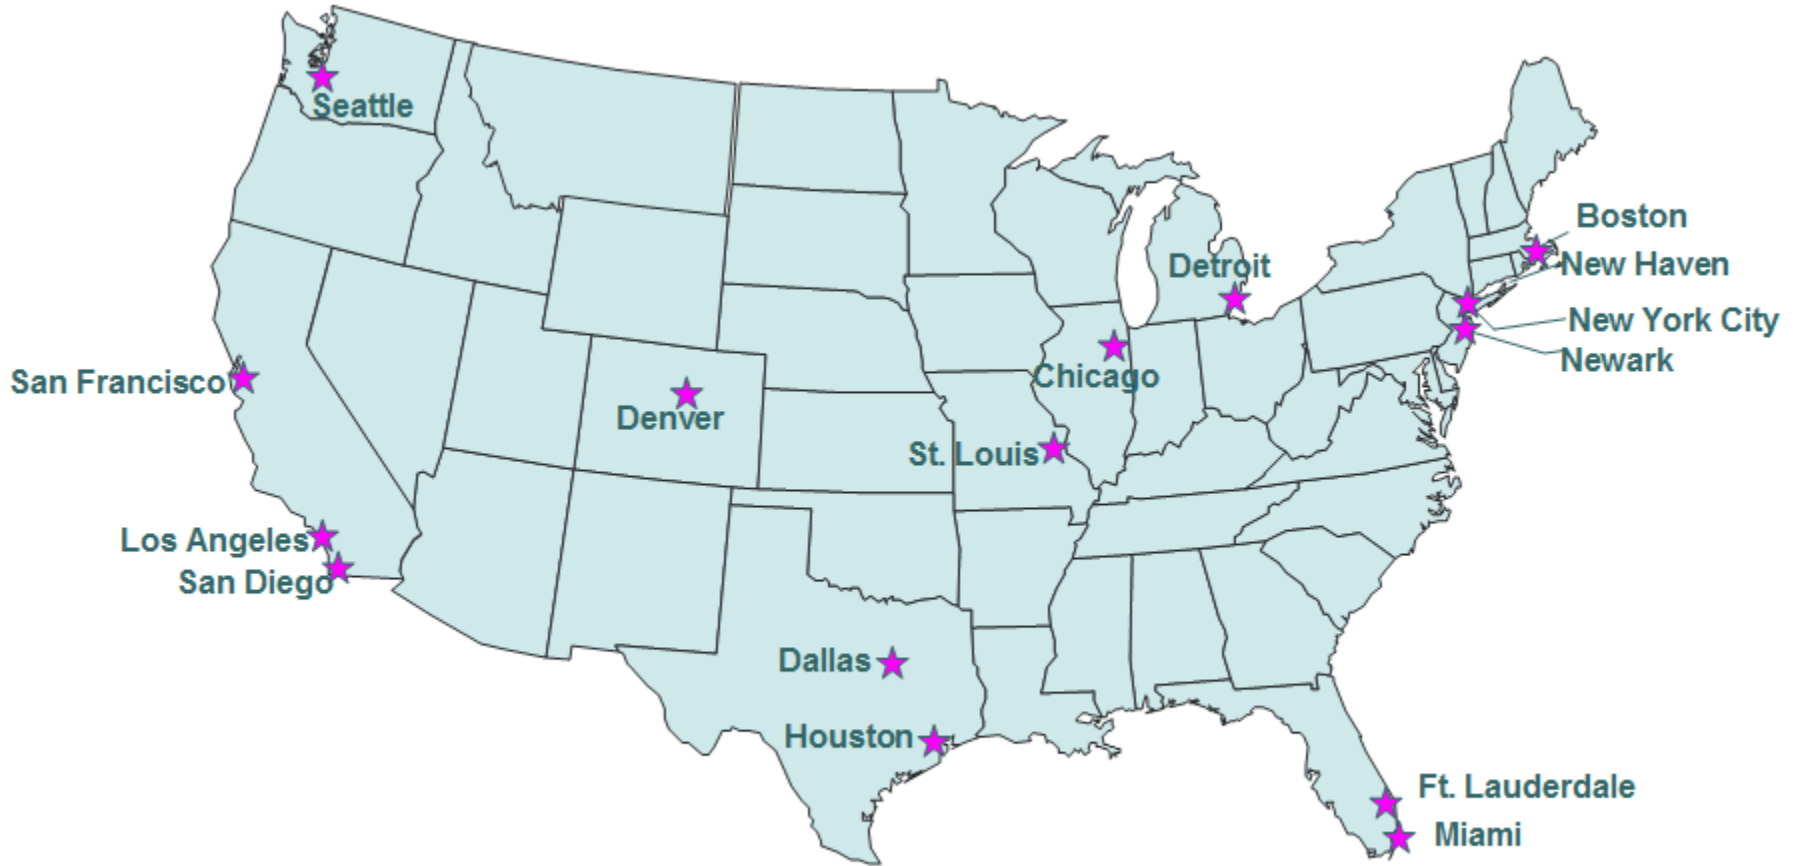 Seattle
Boston
New Haven
Detroit
New York City
Newark
San Francisco
Chicago
Denver
St. Louis
Los Angeles
San Diego
Dallas
Houston
Ft. Lauderdale
Miami